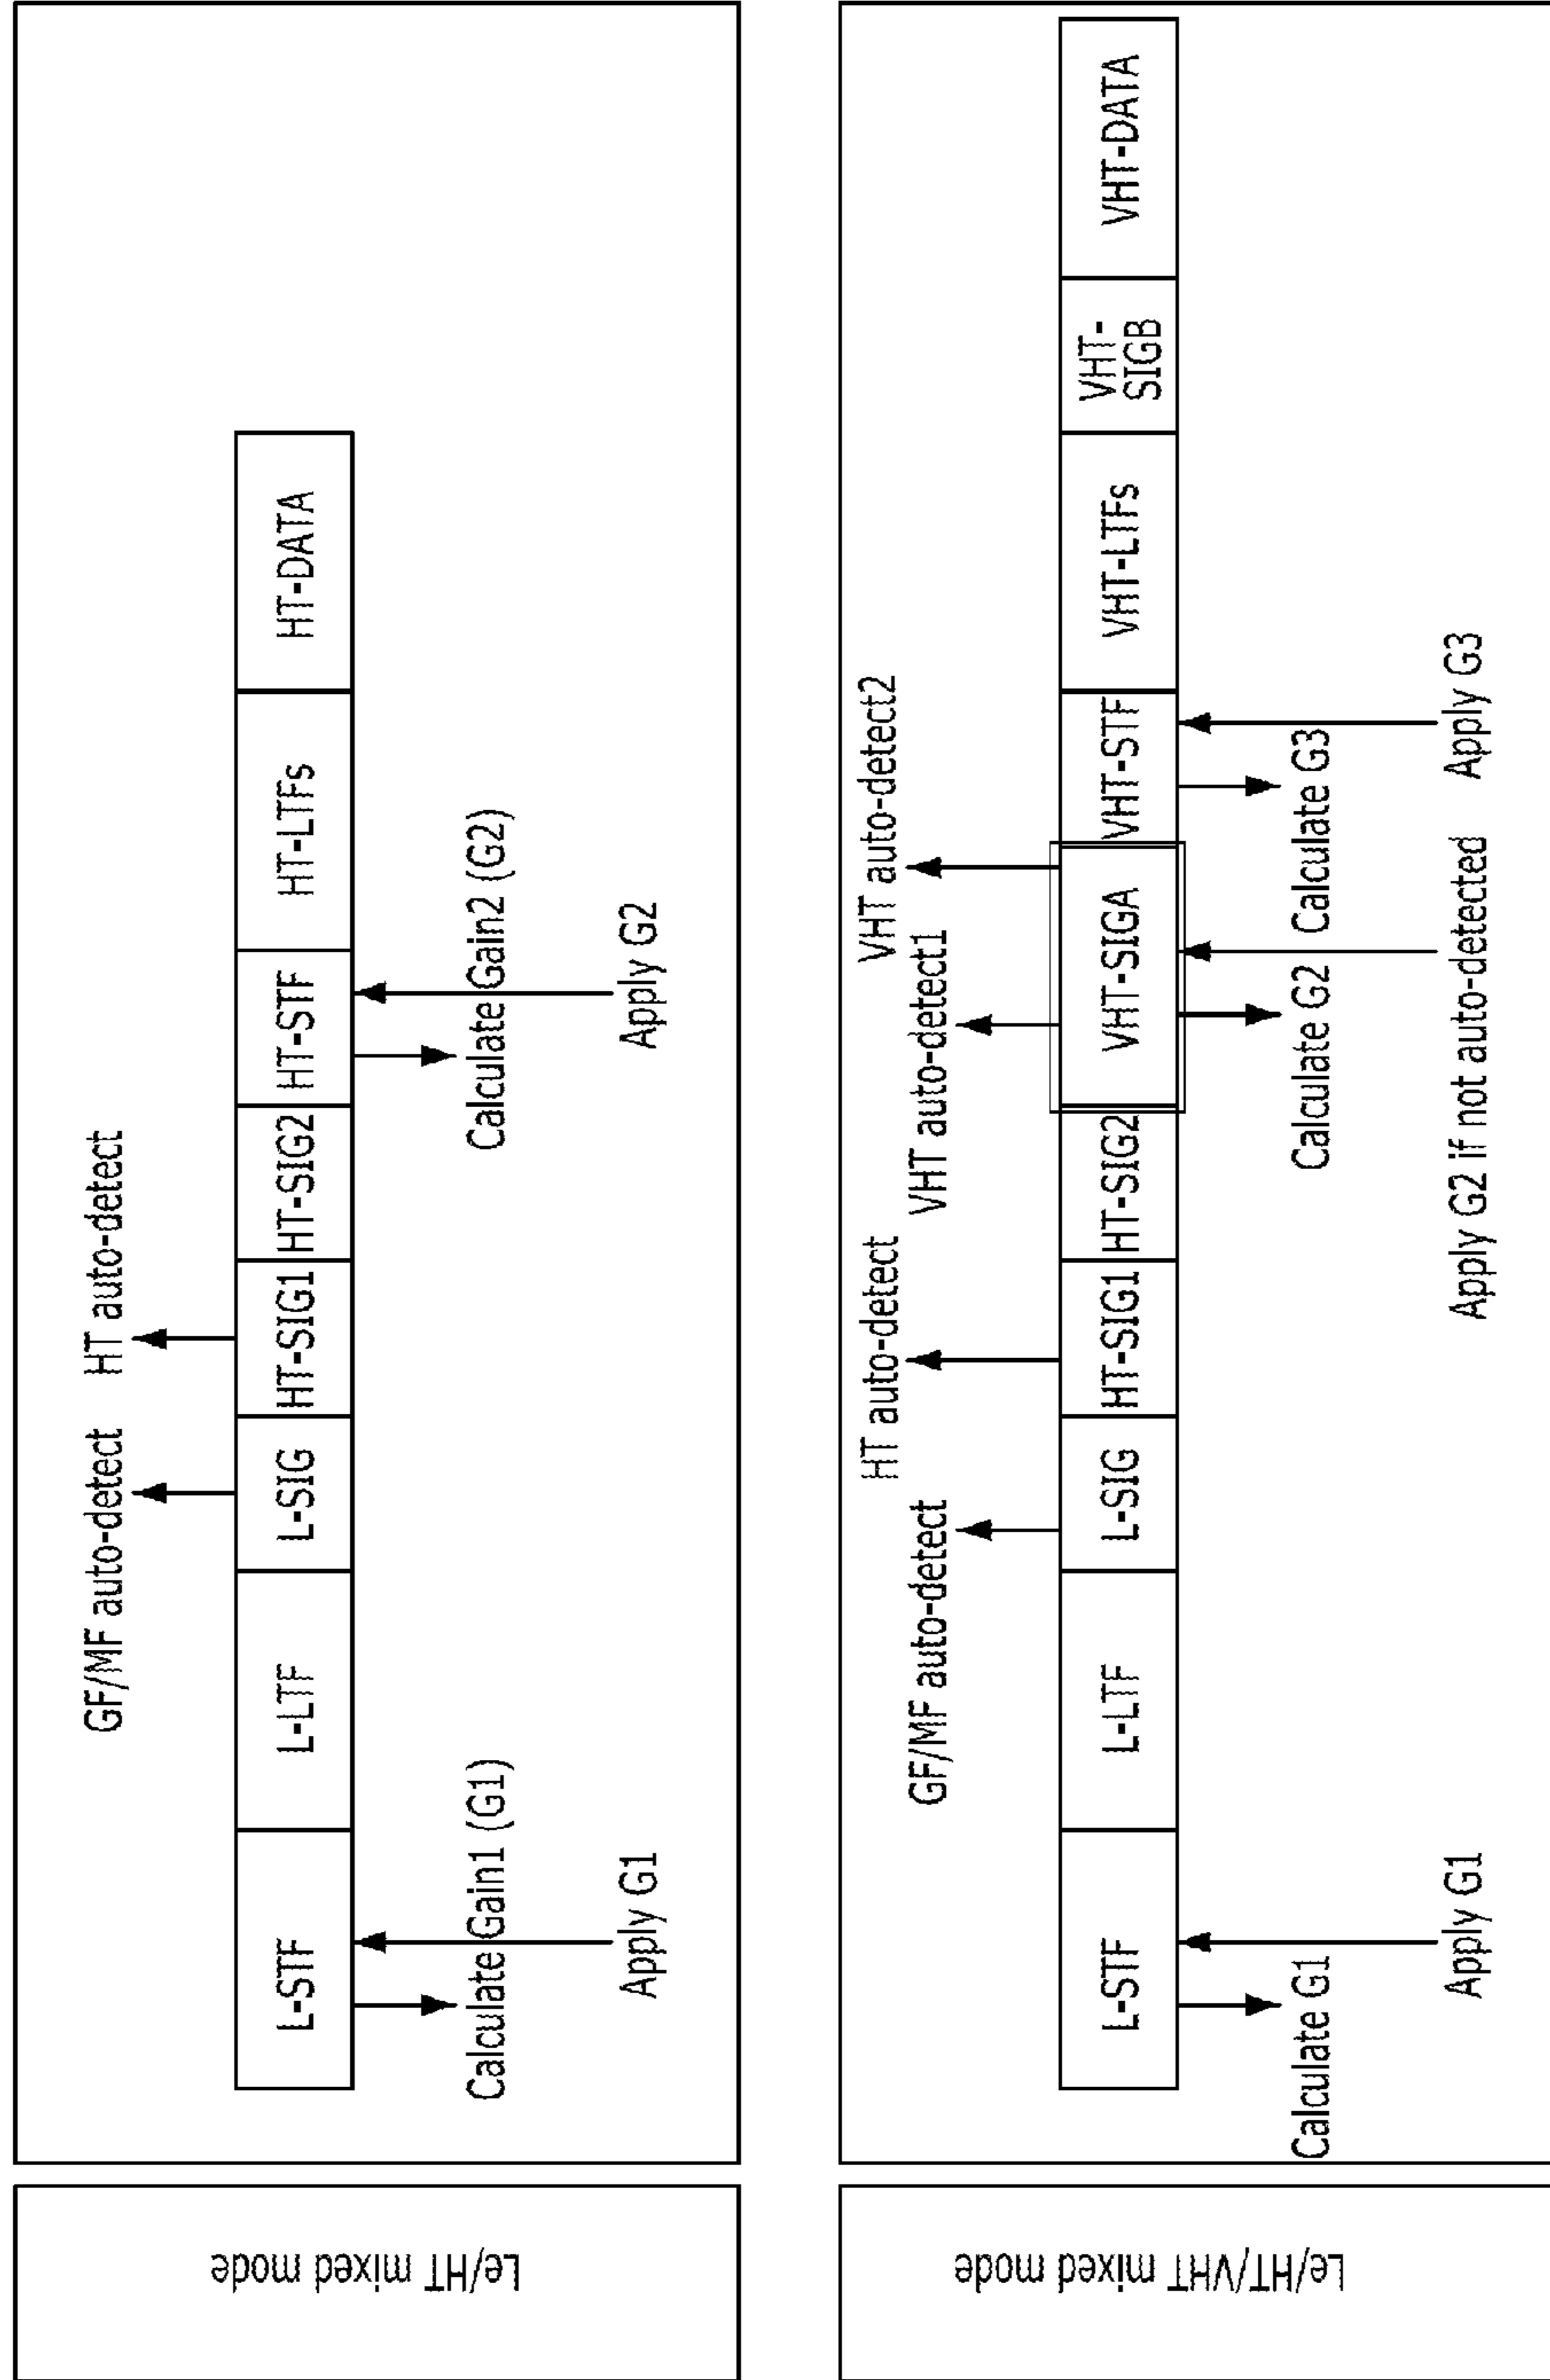 Le/HT mixed mode
GF/MF auto-detect
HT auto-detect
L-STF
L-LTF
L-SIG
HT-SIG1
HT-SIG2
HT-STF
HT-LTFs
HT-DATA
Calculate Gain1 (G1)
Calculate Gain2 (G2)
Apply G1
Apply G2
Le/HT/VHT mixed mode
HT auto-detect
VHT auto-detect2
GF/MF auto-detect
VHT auto-detect1
L-STF
L-LTF
L-SIG
HT-SIG1
HT-SIG2
VHT-SIGA
VHT-STF
VHT-LTFs
VHT-
SIGB
VHT-DATA
Calculate G1
Calculate G2
Calculate G3
Apply G1
Apply G2 if not auto-detected
Apply G3